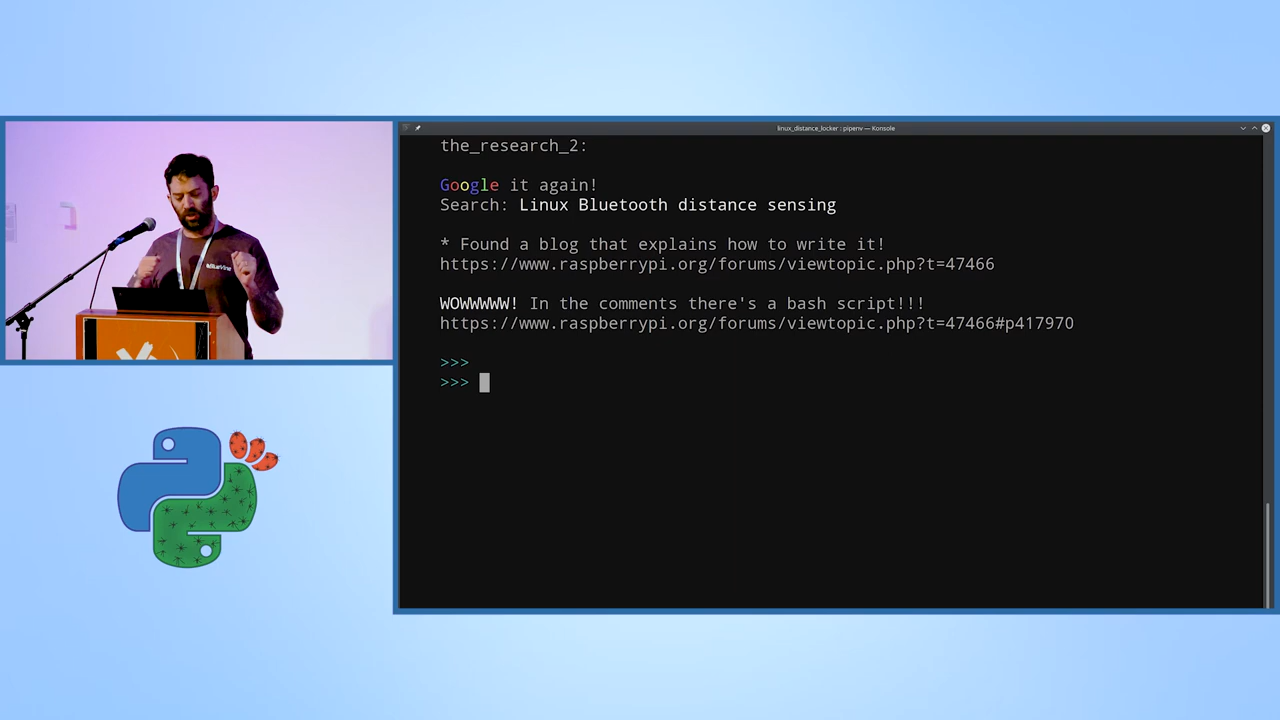 BlueVine
linux_distance_locker : pipenv — Konsole
the_research_2:
Google it again!
Search: Linux Bluetooth distance sensing
* Found a blog that explains how to write it!
https://www.raspberrypi.org/forums/viewtopic.php?t=47466
WOWWWWW! In the comments there's a bash script!!!
https://www.raspberrypi.org/forums/viewtopic.php?t=47466#p417970
>>>
>>>